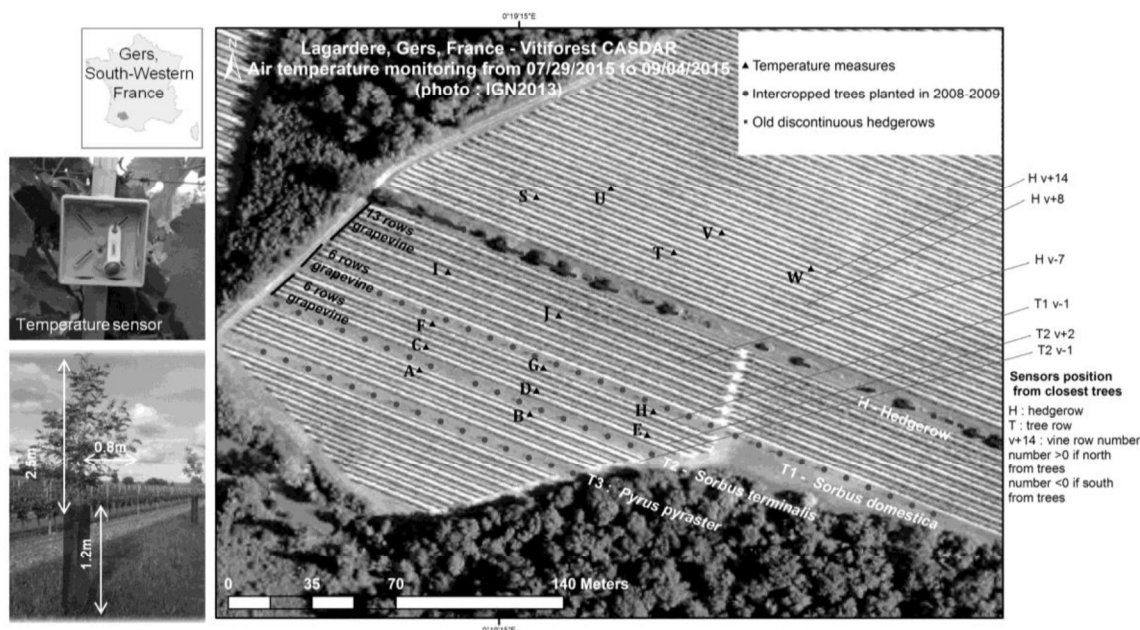 0°19'15"E
Gers,
South-Western
France
Lagardere, Gers, France - Vitiforest CASDAR
Air temperature monitoring from 07/29/2015 to 09/04/2015
(photo : IGN2013)
N
Temperature measures
Intercropped trees planted in 2008-2009
Old discontinuous hedgerows
Temperature sensor
2.5m
0.8m
1.2m
13 rows
grapevine
6 rows
grapevine
6 rows
grapevine
S
U
V
T
W
I
J
F
C
A
G
D
B
H
E
H - Hedgerow
T1 - Sorbus domestica
T2 - Sorbus terminalis
T3 : Pyrus pyraster
H v+14
H v+8
H v-7
T1 v-1
T2 v+2
T2 v-1
Sensors position
from closest trees
H : hedgerow
T : tree row
v+14 : vine row number
number >0 if north
from trees
number <0 if south
from trees
0 35 70 140 Meters
0°19'15"E